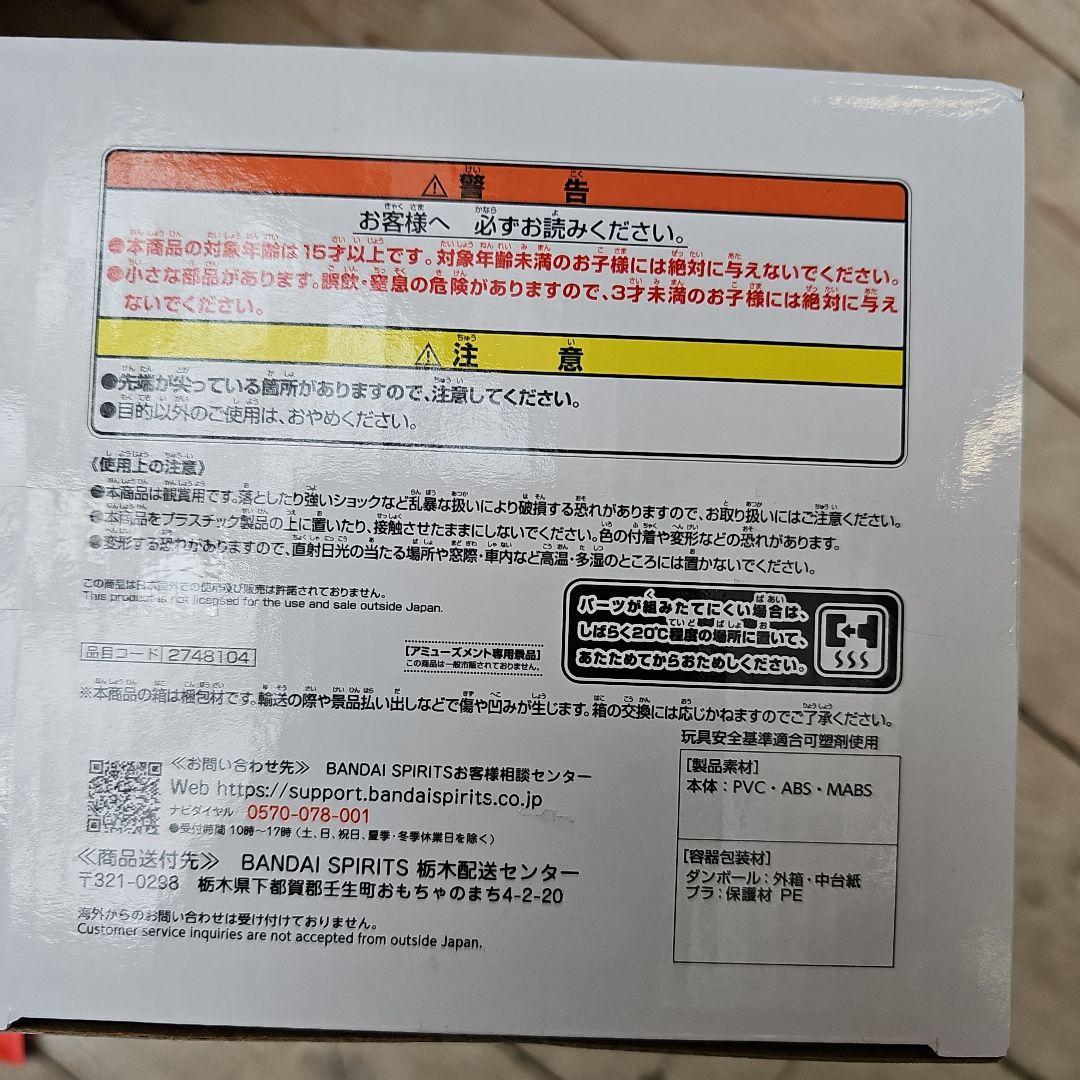 ⚠警告
お客様へ 必ずお読みください。
●本商品の対象年齢は15才以上です。対象年齢未満のお子様には絶対に与えないでください。
●小さな部品があります。誤飲・窒息の危険がありますので、3才未満のお子様には絶対に与え
ないでください。
⚠注意
●先端が尖っている箇所がありますので、注意してください。
●目的以外のご使用は、おやめください。
《使用上の注意》
●本商品は観賞用です。落としたり強いショックなど乱暴な扱いにより破損する恐れがありますので、お取り扱いにはご注意ください。
●本商品をプラスチック製品の上に置いたり、接触させたままにしないでください。色の付着や変形などの恐れがあります。
●変形する恐れがありますので、直射日光の当たる場所や窓際・車内など高温・多湿のところには置かないでください。
この商品は日本国外での使用及び販売は許諾されておりません。
This product is not licensed for the use and sale outside Japan.
パーツが組みたてにくい場合は、
しばらく20℃程度の場所に置いて、
あたためてからおためしください。
品目コード 2748104
【アミューズメント専用景品】
この商品は一般市販されておりません。
※本商品の箱は梱包材です。輸送の際や景品払い出しなどで傷や凹みが生じます。箱の交換には応じかねますのでご了承ください。
玩具安全基準適合可塑剤使用
[製品素材]
本体：PVC・ABS・MABS
[容器包装材]
ダンボール：外箱・中台紙
プラ：保護材 PE
≪お問い合わせ先≫ BANDAI SPIRITSお客様相談センター
Web https://support.bandaispirits.co.jp
ナビダイヤル 0570-078-001
●受付時間 10時～17時（土、日、祝日、夏季・冬季休業日を除く）
≪商品送付先≫ BANDAI SPIRITS 栃木配送センター
〒321-0298 栃木県下都賀郡壬生町おもちゃのまち4-2-20
海外からのお問い合わせは受け付けておりません。
Customer service inquiries are not accepted from outside Japan.